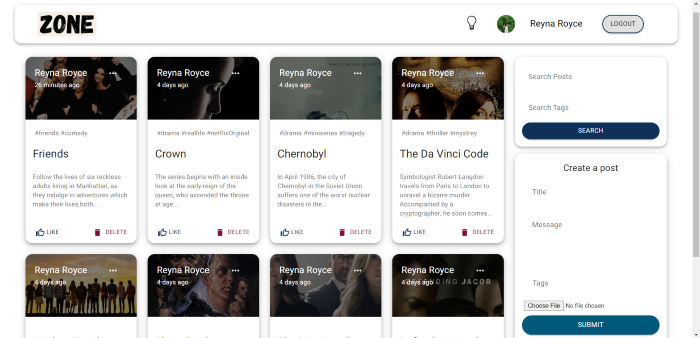 ZONE
Reyna Royce
LOGOUT
Reyna Royce
26 minutes ago
#friends #comedy
Friends
Follow the lives of six reckless
adults living in Manhattan, as
they indulge in adventures which
make their lives both...
LIKE
DELETE
Reyna Royce
4 days ago
#drama #reallife #netflixOrginal
Crown
The series begins with an inside
look at the early reign of the
queen, who ascended the throne
at age...
LIKE
DELETE
Reyna Royce
4 days ago
#drama #miniseries #tragedy
Chernobyl
In April 1986, the city of
Chernobyl in the Soviet Union
suffers one of the worst nuclear
disasters in the...
LIKE
DELETE
Reyna Royce
4 days ago
#drama #thriller #mystrey
The Da Vinci Code
Symbologist Robert Langdon
travels from Paris to London to
unravel a bizarre murder.
Accompanied by a
cryptographer, he soon comes...
LIKE
DELETE
Search Posts
Search Tags
SEARCH
Create a post
Title
Message
Tags
Choose File No file chosen
SUBMIT
Reyna Royce
4 days ago
Reyna Royce
4 days ago
Reyna Royce
4 days ago
Reyna Royce
4 days ago
JACOB